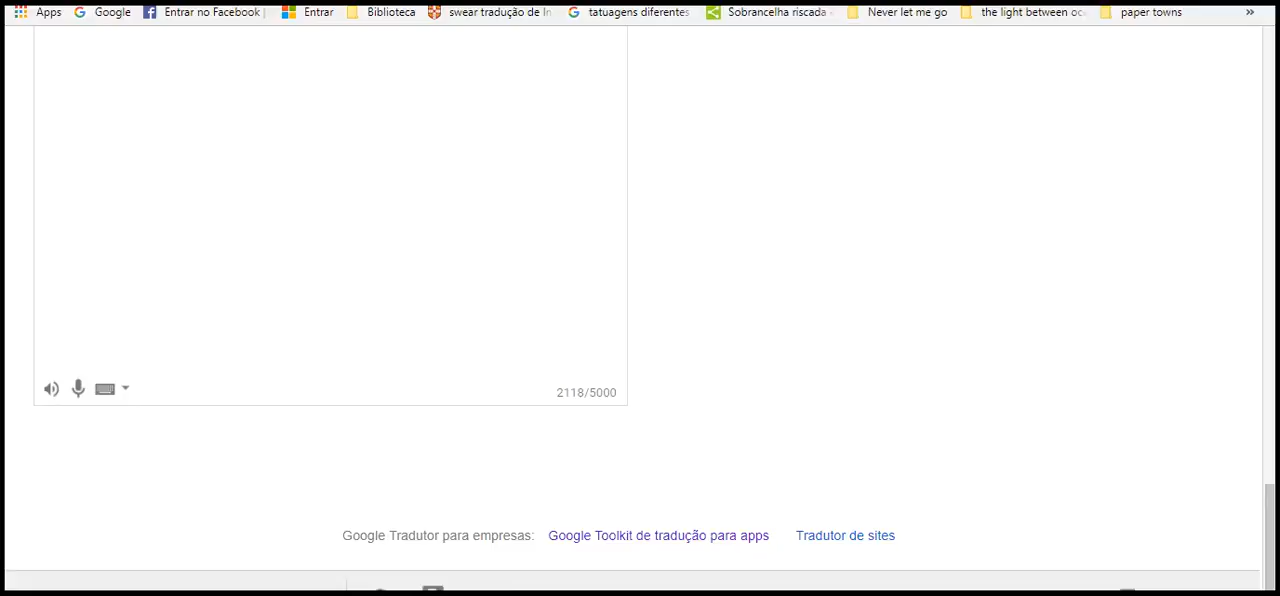 Apps Google Entrar no Facebook Entrar Biblioteca swear tradução de In tatuagens diferentes Sobrancelha riscada Never let me go the light between oc paper towns »
2118/5000
Google Tradutor para empresas: Google Toolkit de tradução para apps Tradutor de sites